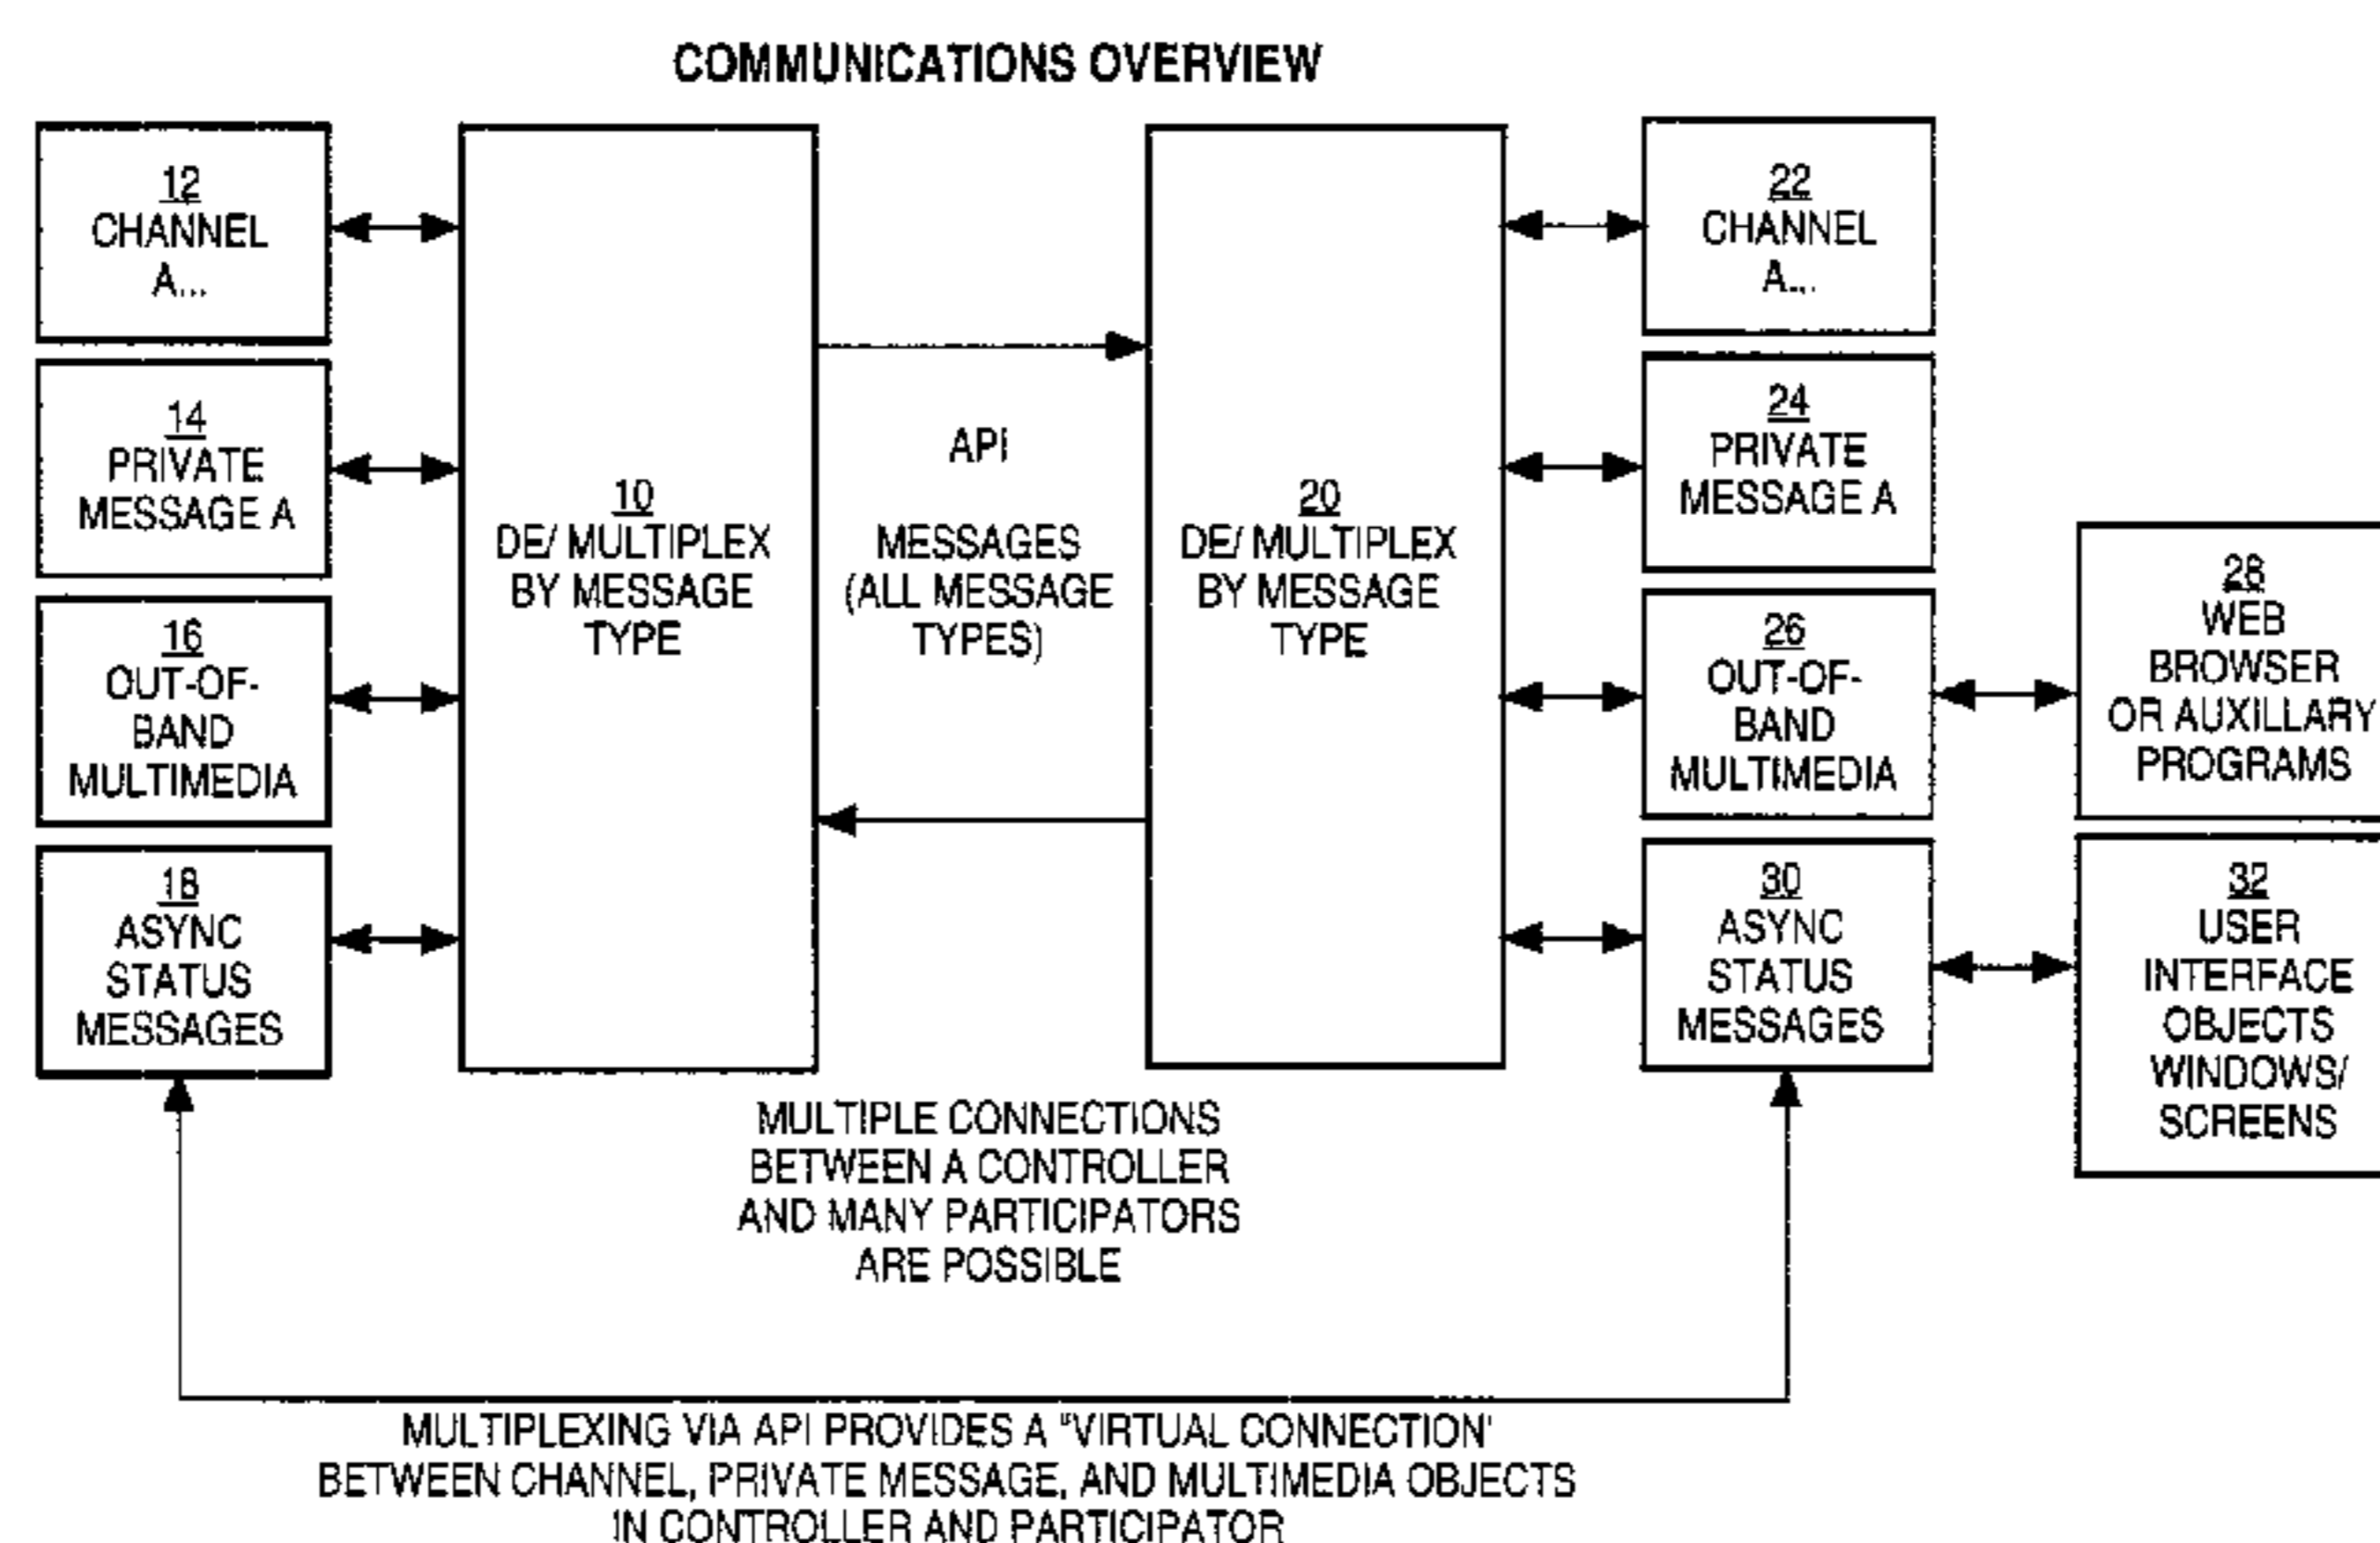 COMMUNICATIONS OVERVIEW
12
CHANNEL
A...
14
PRIVATE
MESSAGE A
16
OUT-OF-
BAND
MULTIMEDIA
18
ASYNC
STATUS
MESSAGES
10
DE/ MULTIPLEX
BY MESSAGE
TYPE
API
MESSAGES
(ALL MESSAGE
TYPES)
20
DE/ MULTIPLEX
BY MESSAGE
TYPE
22
CHANNEL
A...
24
PRIVATE
MESSAGE A
26
OUT-OF-
BAND
MULTIMEDIA
30
ASYNC
STATUS
MESSAGES
28
WEB
BROWSER
OR AUXILLARY
PROGRAMS
32
USER
INTERFACE
OBJECTS
WINDOWS/
SCREENS
MULTIPLE CONNECTIONS
BETWEEN A CONTROLLER
AND MANY PARTICIPATORS
ARE POSSIBLE
MULTIPLEXING VIA API PROVIDES A "VIRTUAL CONNECTION'
BETWEEN CHANNEL, PRIVATE MESSAGE, AND MULTIMEDIA OBJECTS
IN CONTROLLER AND PARTICIPATOR